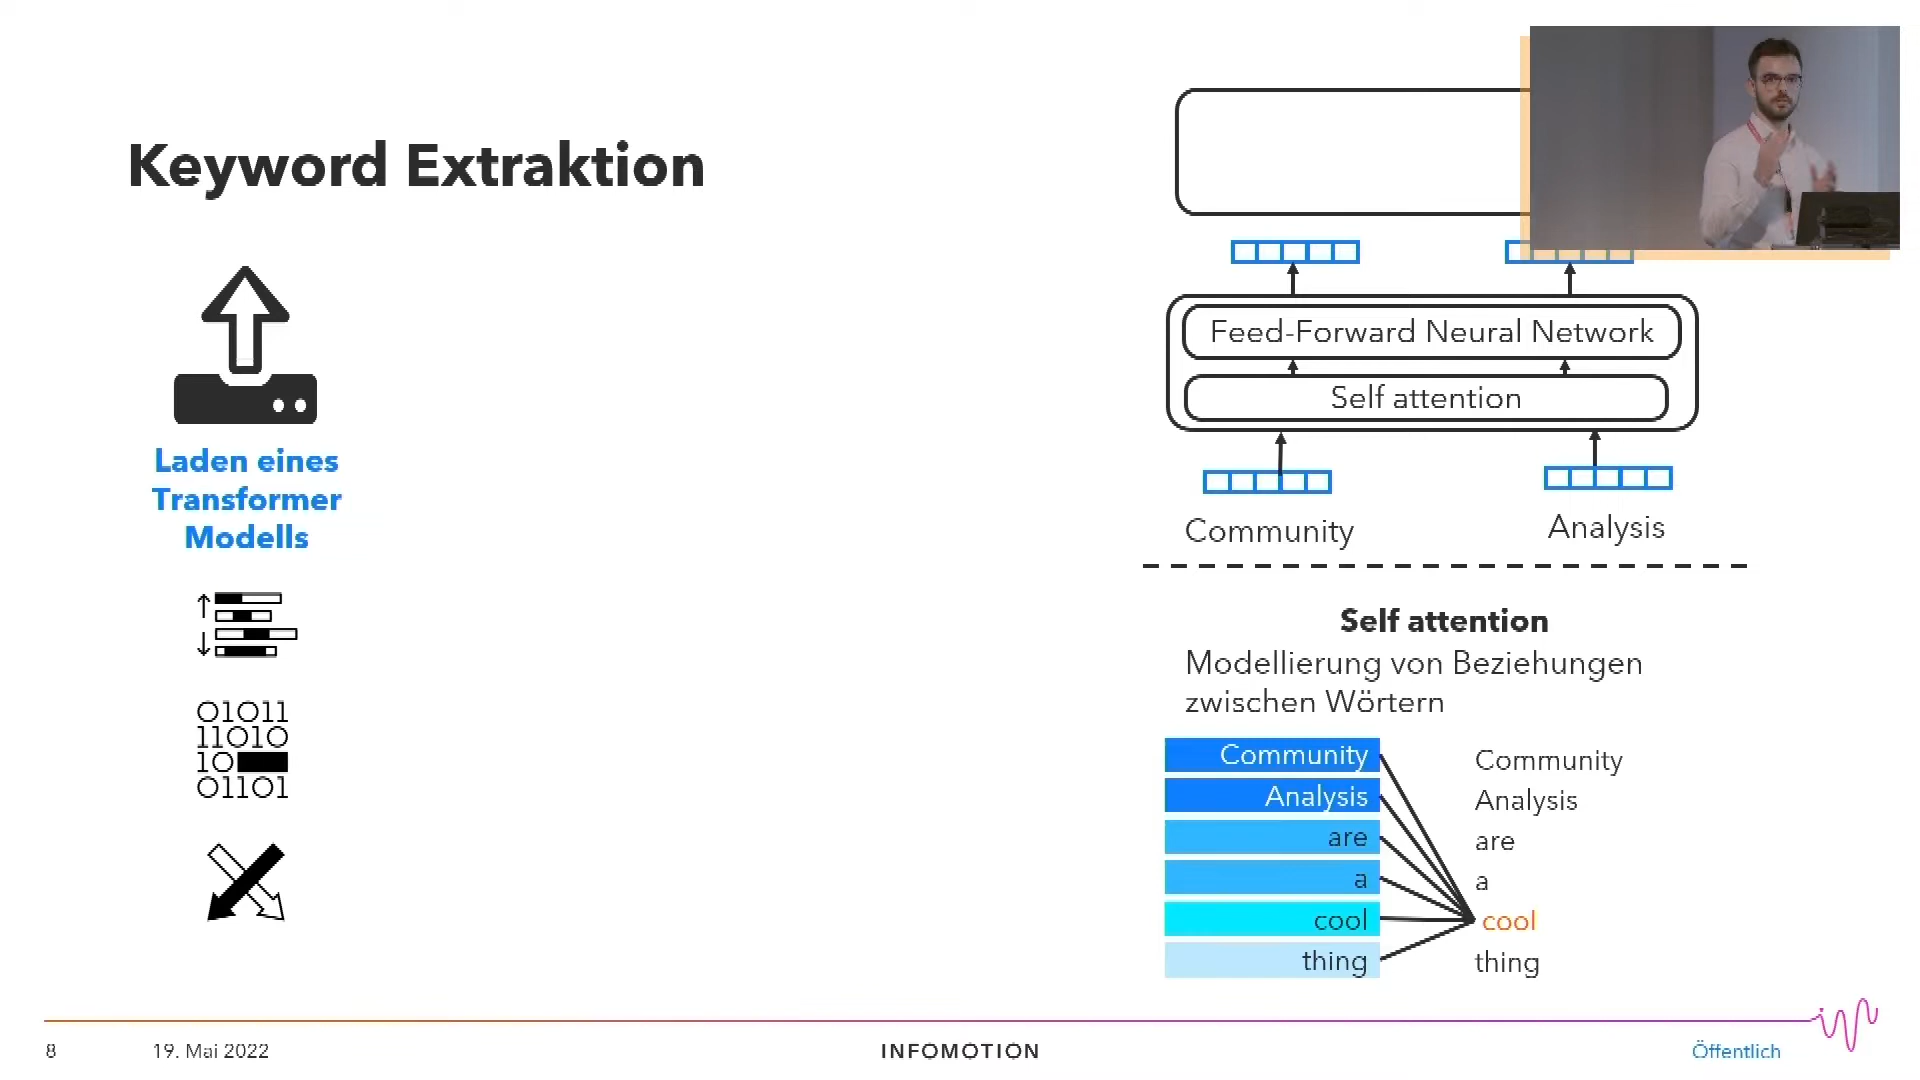 Keyword Extraktion
Laden eines
Transformer
Modells
01011
11010
10
01101
Feed-Forward Neural Network
Self attention
Community
Analysis
Self attention
Modellierung von Beziehungen
zwischen Wörtern
Community
Analysis
are
a
cool
thing
Community
Analysis
are
a
cool
thing
8
19. Mai 2022
INFOMOTION
Öffentlich